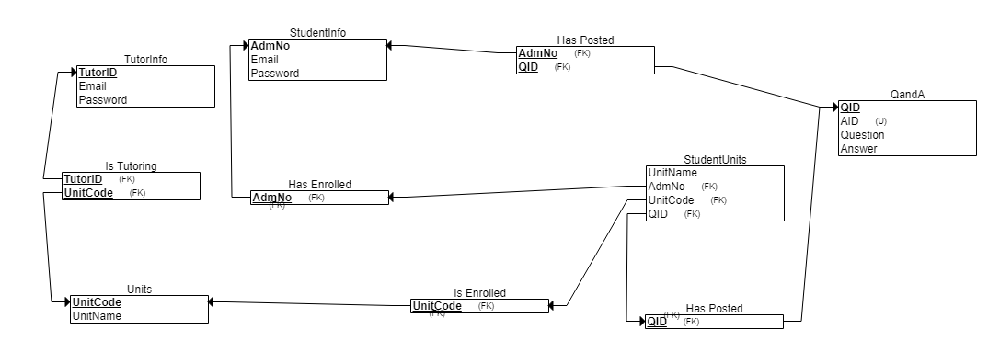 StudentInfo
AdmNo
Email
Password
Has Posted
AdmNo (FK)
QID (FK)
TutorInfo
TutorID
Email
Password
QandA
QID
AID (U)
Question
Answer
Is Tutoring
TutorID (FK)
UnitCode (FK)
Has Enrolled
AdmNo (FK)
(FK)
StudentUnits
UnitName
AdmNo (FK)
UnitCode (FK)
QID (FK)
Units
UnitCode
UnitName
Is Enrolled
UnitCode (FK)
(FK)
Has Posted
(FK)
QID (FK)